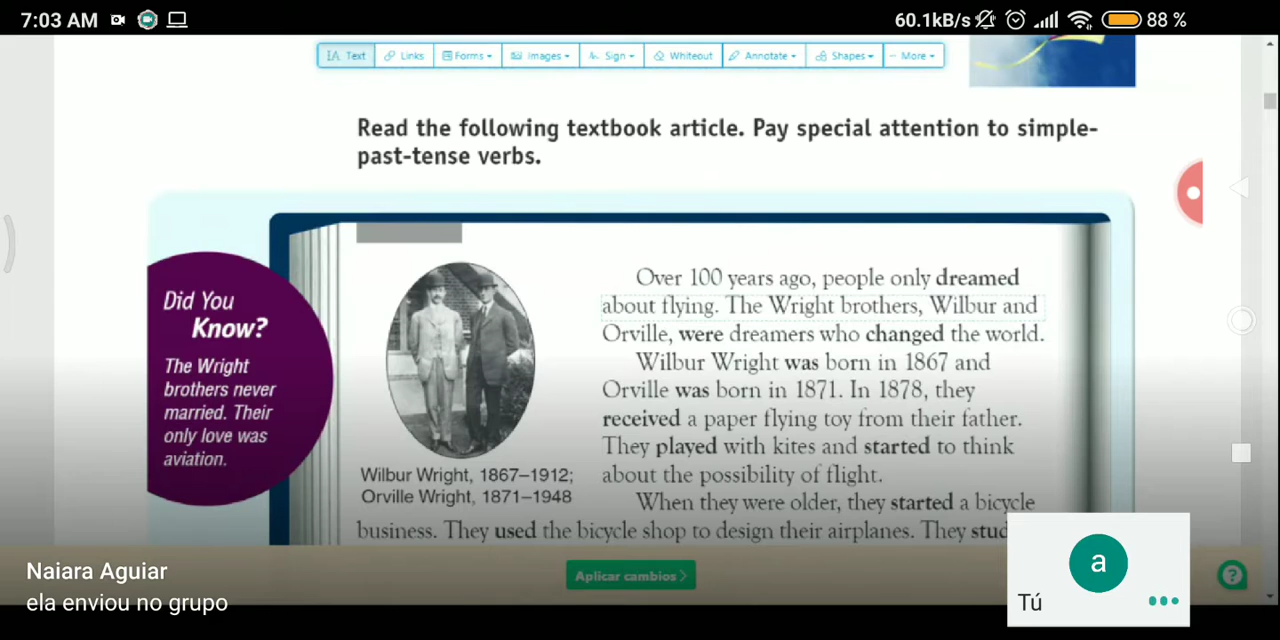 7:03 AM
60.1kB/s
88 %
Text
Links
Forms
Images
Sign
Whiteout
Annotate
Shapes
More
Read the following textbook article. Pay special attention to simple-
past-tense verbs.
Did You
Know?
The Wright
brothers never
married. Their
only love was
aviation.
Wilbur Wright, 1867–1912;
Orville Wright, 1871–1948
Over 100 years ago, people only dreamed
about flying. The Wright brothers, Wilbur and
Orville, were dreamers who changed the world.
Wilbur Wright was born in 1867 and
Orville was born in 1871. In 1878, they
received a paper flying toy from their father.
They played with kites and started to think
about the possibility of flight.
When they were older, they started a bicycle
business. They used the bicycle shop to design their airplanes. They stud
Naiara Aguiar
ela enviou no grupo
Aplicar cambios
a
Tú
?